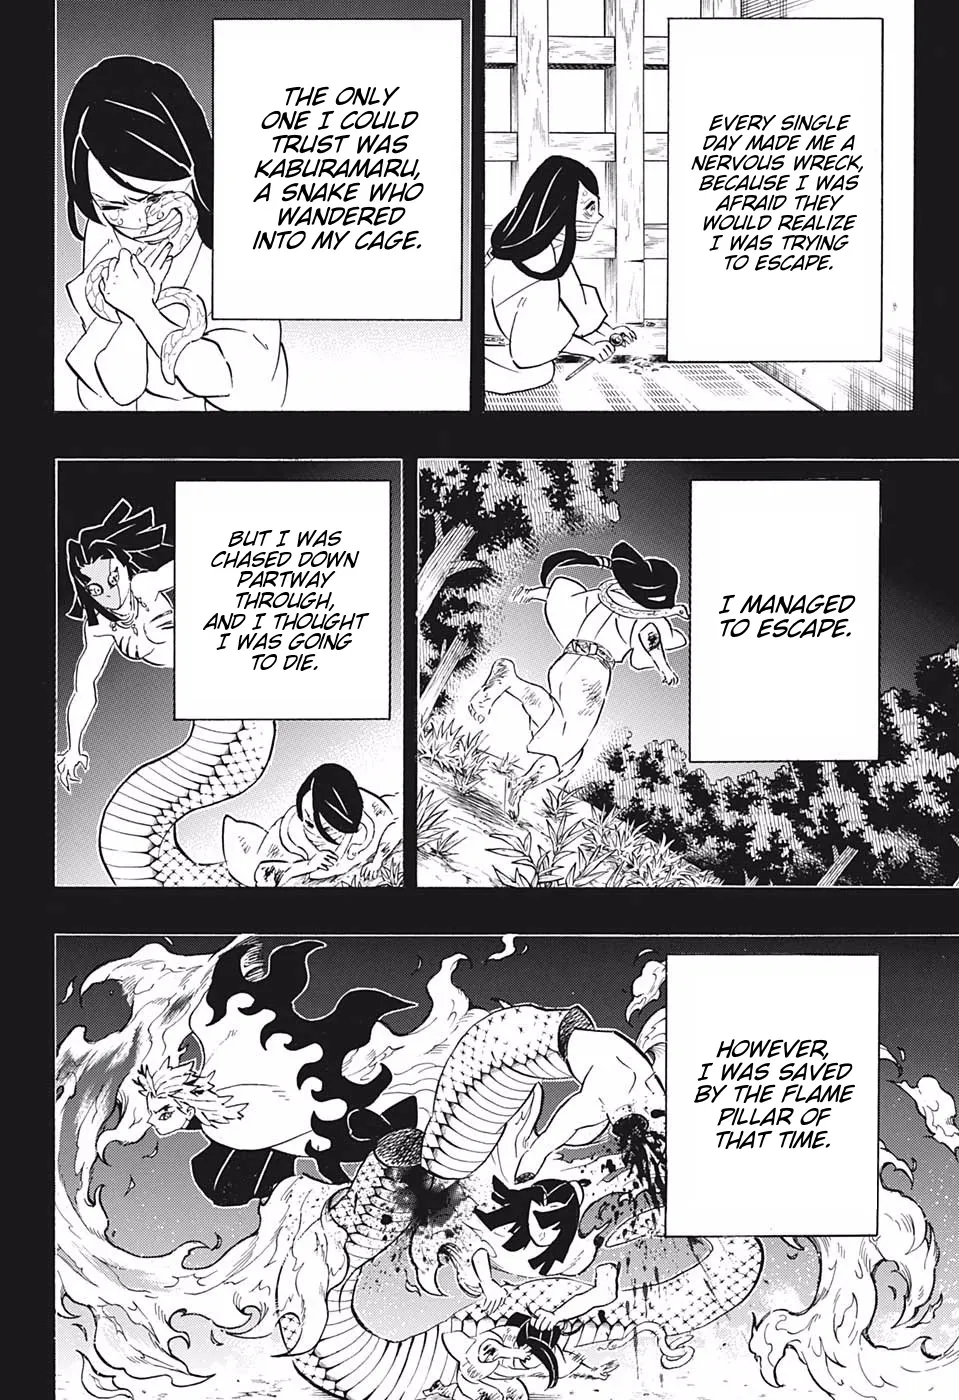 EVERY SINGLE
DAY MADE ME A
NERVOUS WRECK,
BECAUSE I WAS
AFRAID THEY
WOULD REALIZE
I WAS TRYING
TO ESCAPE.
THE ONLY
ONE I COULD
TRUST WAS
KABURAMARU,
A SNAKE WHO
WANDERED
INTO MY CAGE.
I MANAGED
TO ESCAPE.
BUT I WAS
CHASED DOWN
PARTWAY
THROUGH,
AND I THOUGHT
I WAS GOING
TO DIE.
HOWEVER,
I WAS SAVED
BY THE FLAME
PILLAR OF
THAT TIME.